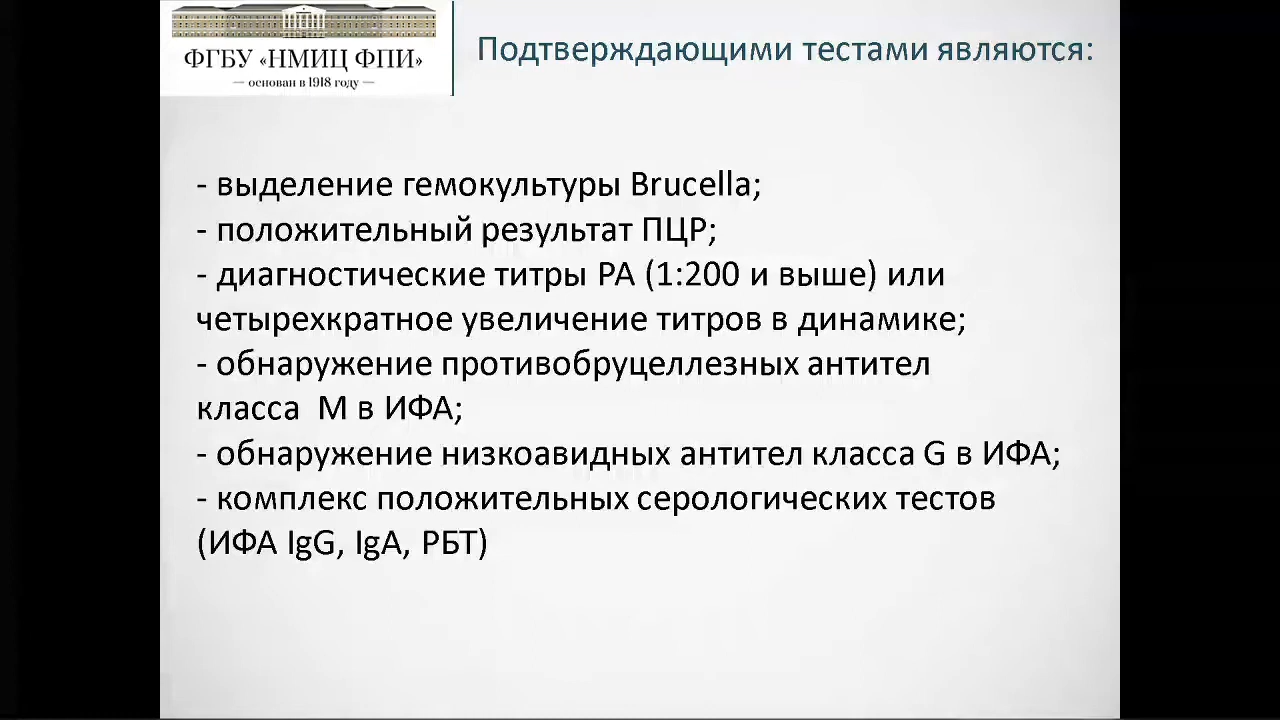 ФГБУ «НМИЦ ФПИ»
— основан в 1918 году —
Подтверждающими тестами являются:
- выделение гемокультуры Brucella;
- положительный результат ПЦР;
- диагностические титры РА (1:200 и выше) или
четырехкратное увеличение титров в динамике;
- обнаружение противобруцеллезных антител
класса М в ИФА;
- обнаружение низкоавидных антител класса G в ИФА;
- комплекс положительных серологических тестов
(ИФА IgG, IgA, РБТ)